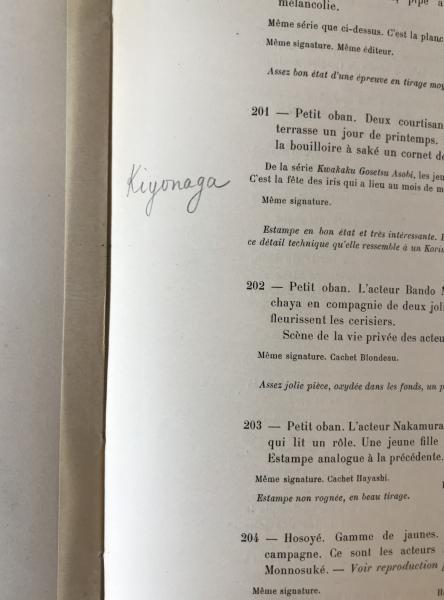 pipe a
mélancolie.
Même série que ci-dessus. C'est la planc
Même signature. Même éditeur.
Assez bon état d'une épreuve en tirage moy
201 — Petit oban. Deux courtisan
terrasse un jour de printemps.
la bouilloire à saké un cornet d
De la série Kwakaku Gosetsu Asobi, les jeu
C'est la fête des iris qui a lieu au mois de m
Kiyonaga
Même signature.
Estampe en bon état et très intéressante.
ce détail technique qu'elle ressemble à un Koriu
202 — Petit oban. L'acteur Bando
chaya en compagnie de deux joli
fleurissent les cerisiers.
Scène de la vie privée des acteu
Même signature. Cachet Blondeau.
Assez jolie pièce, oxydée dans les fonds, un p
203 — Petit oban. L'acteur Nakamura
qui lit un rôle. Une jeune fille
Estampe analogue à la précédente.
Même signature. Cachet Hayashi.
Estampe non rognée, en beau tirage.
204 — Hosoyé. Gamme de jaunes.
campagne. Ce sont les acteurs
Monnosuké. — Voir reproduction
Même signature.